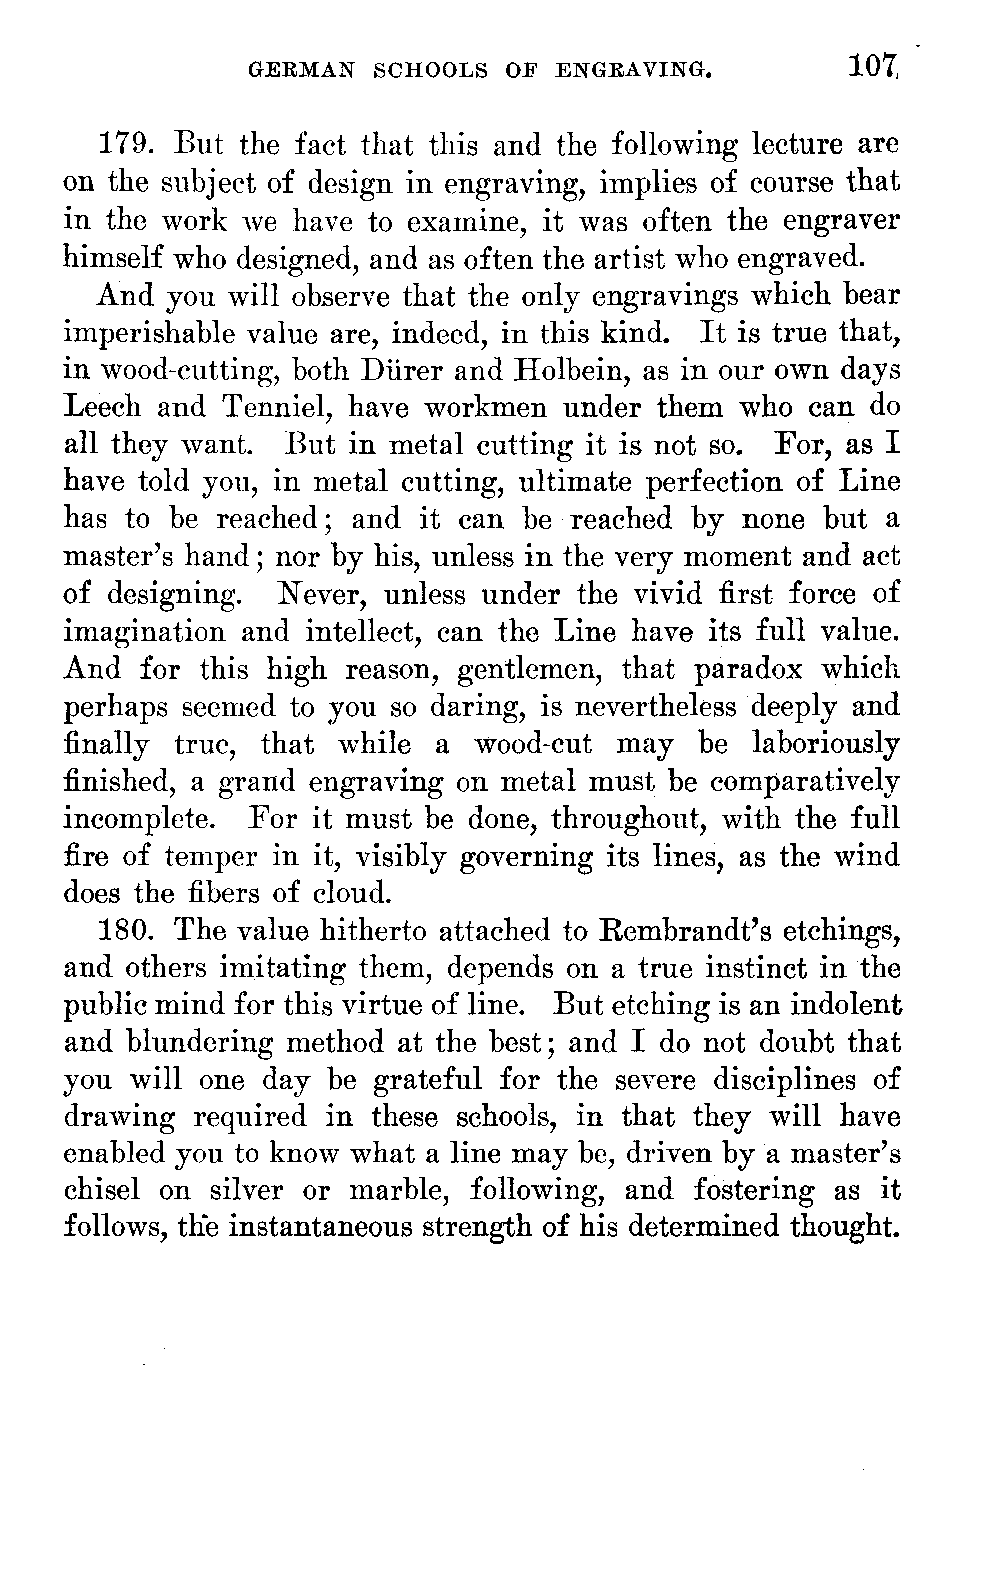 GERMAN SCHOOLS OF ENGRAVING. 107
179. But the fact that this and the following lecture are
on the subject of design in engraving, implies of course that
in the work we have to examine, it was often the engraver
himself who designed, and as often the artist who engraved.
And you will observe that the only engravings which bear
imperishable value are, indeed, in this kind. It is true that,
in wood-cutting, both Dürer and Holbein, as in our own days
Leech and Tenniel, have workmen under them who can do
all they want. But in metal cutting it is not so. For, as I
have told you, in metal cutting, ultimate perfection of Line
has to be reached; and it can be reached by none but a
master's hand; nor by his, unless in the very moment and act
of designing. Never, unless under the vivid first force of
imagination and intellect, can the Line have its full value.
And for this high reason, gentlemen, that paradox which
perhaps seemed to you so daring, is nevertheless deeply and
finally true, that while a wood-cut may be laboriously
finished, a grand engraving on metal must be comparatively
incomplete. For it must be done, throughout, with the full
fire of temper in it, visibly governing its lines, as the wind
does the fibers of cloud.
180. The value hitherto attached to Rembrandt's etchings,
and others imitating them, depends on a true instinct in the
public mind for this virtue of line. But etching is an indolent
and blundering method at the best; and I do not doubt that
you will one day be grateful for the severe disciplines of
drawing required in these schools, in that they will have
enabled you to know what a line may be, driven by a master's
chisel on silver or marble, following, and fostering as it
follows, the instantaneous strength of his determined thought.